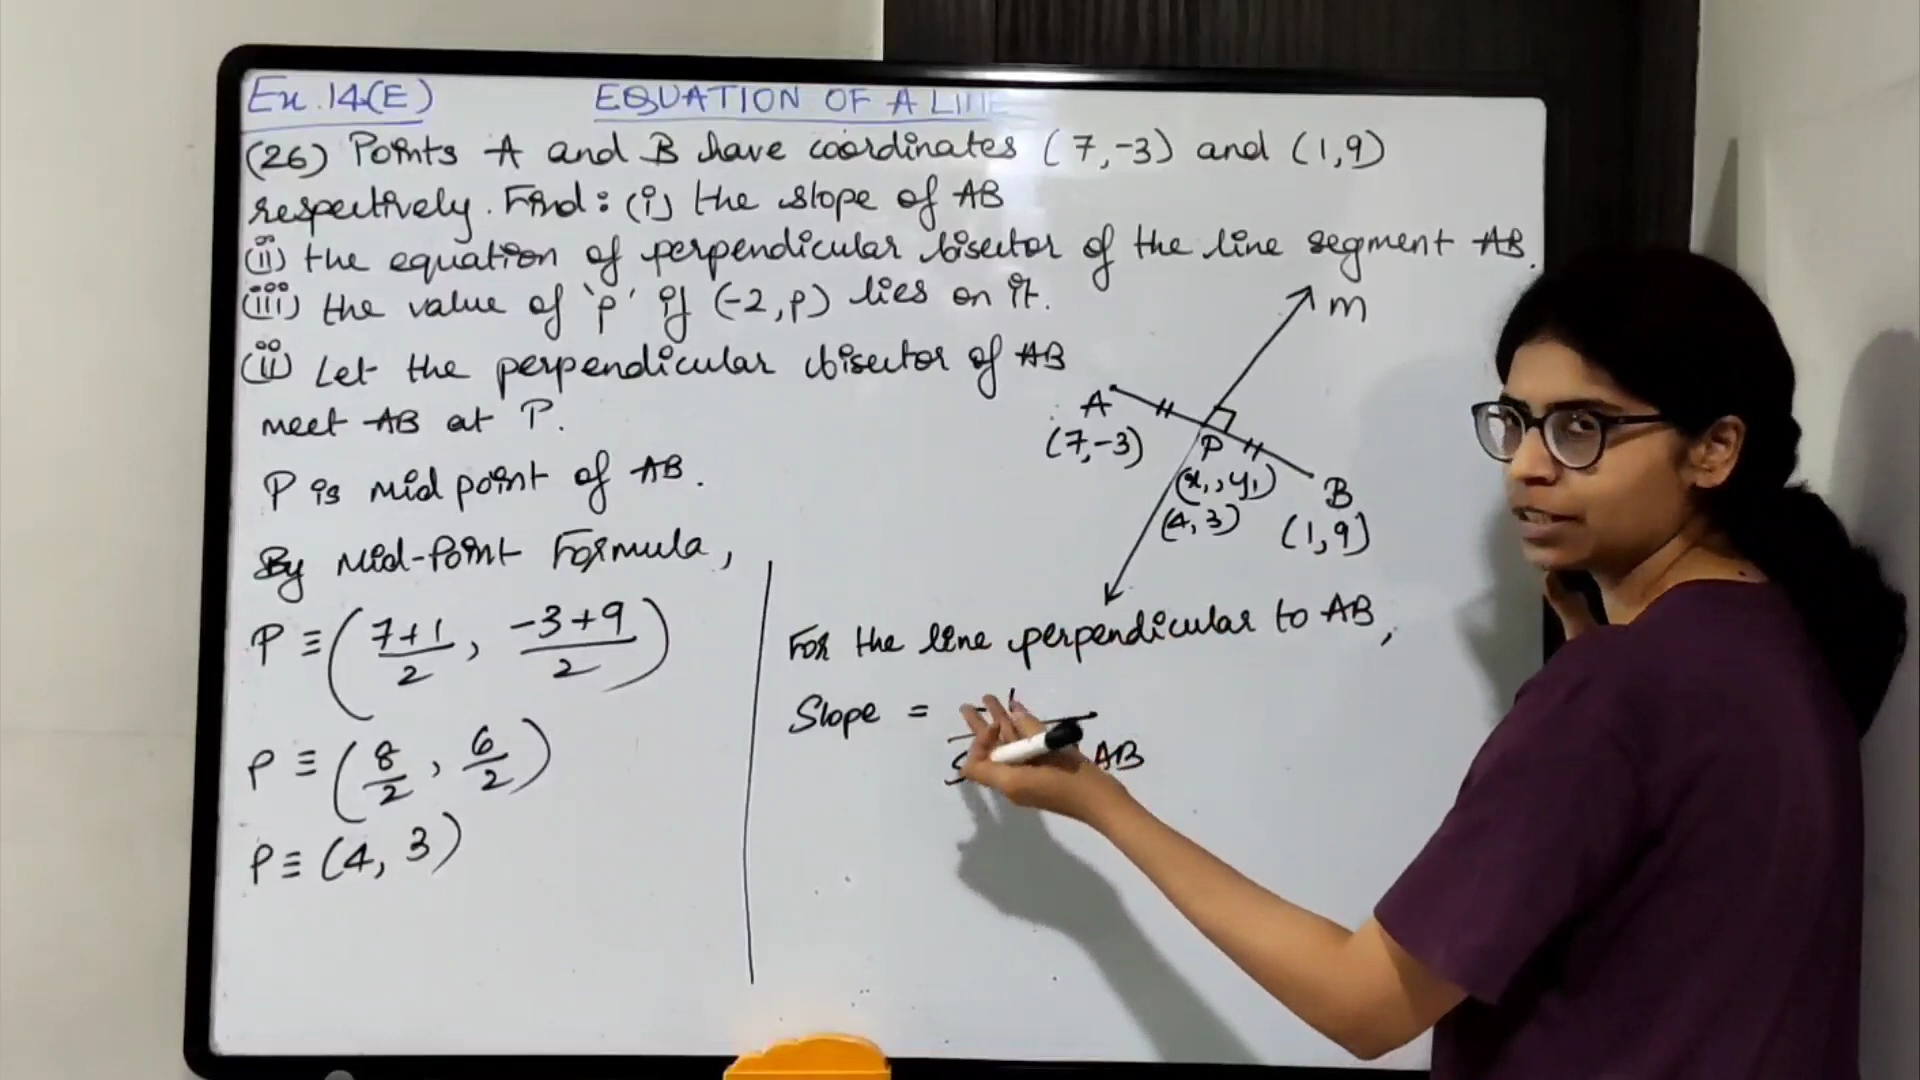 Ex.14(E)
EQUATION OF A LINE
(26) Points A and B have coordinates (7,-3) and (1,9)
respectively. Find: (i) the slope of AB
(ii) the equation of perpendicular bisector of the line segment AB.
(iii) the value of 'p' if (-2,p) lies on it.
(ii) Let the perpendicular bisector of AB
meet AB at P.
P is mid point of AB.
By Mid-Point Formula,
P ≡ (7+1/2, -3+9/2)
P ≡ (8/2, 6/2)
P ≡ (4, 3)
m
A
(7,-3)
P
(x₁, y₁)
(4, 3)
B
(1,9)
For the line perpendicular to AB,
Slope =
AB